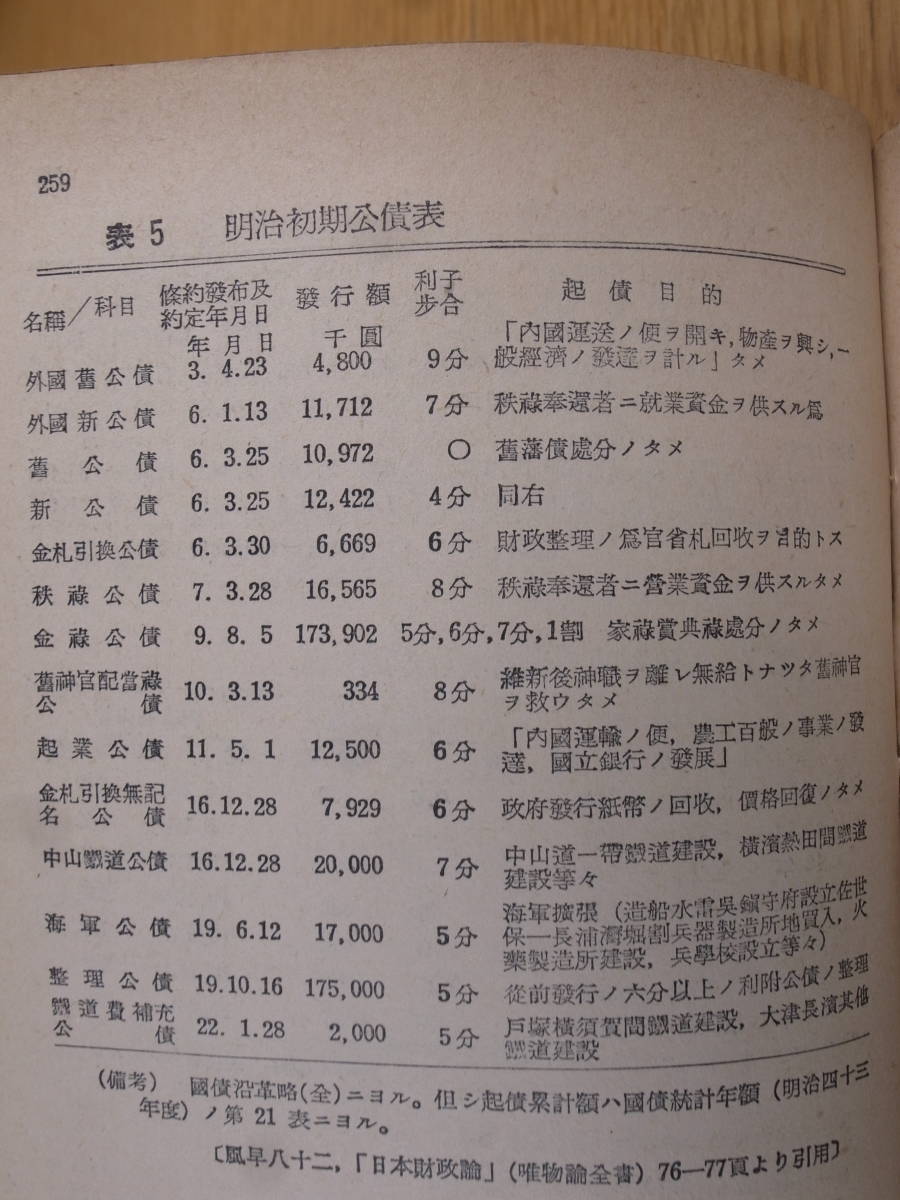 259
表5 明治初期公債表
名稱/科目 條約發布及約定年月日 發行額 利子步合 起債目的
年月日 千圓
外國舊公債 3. 4.23 4,800 9分 「內國運送ノ便ヲ開キ,物產ヲ興シ,一般經濟ノ發達ヲ計ル」タメ
外國新公債 6. 1.13 11,712 7分 秩祿奉還者ニ就業資金ヲ供スル爲
舊公債 6. 3.25 10,972 〇 舊藩債處分ノタメ
新公債 6. 3.25 12,422 4分 同右
金札引換公債 6. 3.30 6,669 6分 財政整理ノ爲官省札回收ヲ目的トス
秩祿公債 7. 3.28 16,565 8分 秩祿奉還者ニ營業資金ヲ供スルタメ
金祿公債 9. 8. 5 173,902 5分,6分,7分,1割 家祿賞典祿處分ノタメ
舊神官配當祿公債 10. 3.13 334 8分 維新後神職ヲ離レ無給トナツタ舊神官ヲ救ウタメ
起業公債 11. 5. 1 12,500 6分 「內國運輸ノ便,農工百般ノ事業ノ發達,國立銀行ノ發展」
金札引換無記名公債 16.12.28 7,929 6分 政府發行紙幣ノ回收,價格回復ノタメ
中山鐵道公債 16.12.28 20,000 7分 中山道一帶鐵道建設,橫濱熱田間鐵道建設等々
海軍公債 19. 6.12 17,000 5分 海軍擴張(造船水雷吳鎭守府設立佐世保一長浦灣堀割兵器製造所地買入,火藥製造所建設,兵學校設立等々)
整理公債 19.10.16 175,000 5分 從前發行ノ六分以上ノ利附公債ノ整理
鐵道費補充公債 22. 1.28 2,000 5分 戶塚橫須賀間鐵道建設,大津長濱其他鐵道建設
(備考) 國債沿革略(全)ニヨル。但シ起債累計額ハ國債統計年額(明治四十三
年度)ノ第21表ニヨル。
〔風早八十二,「日本財政論」(唯物論全書)76—77頁より引用〕